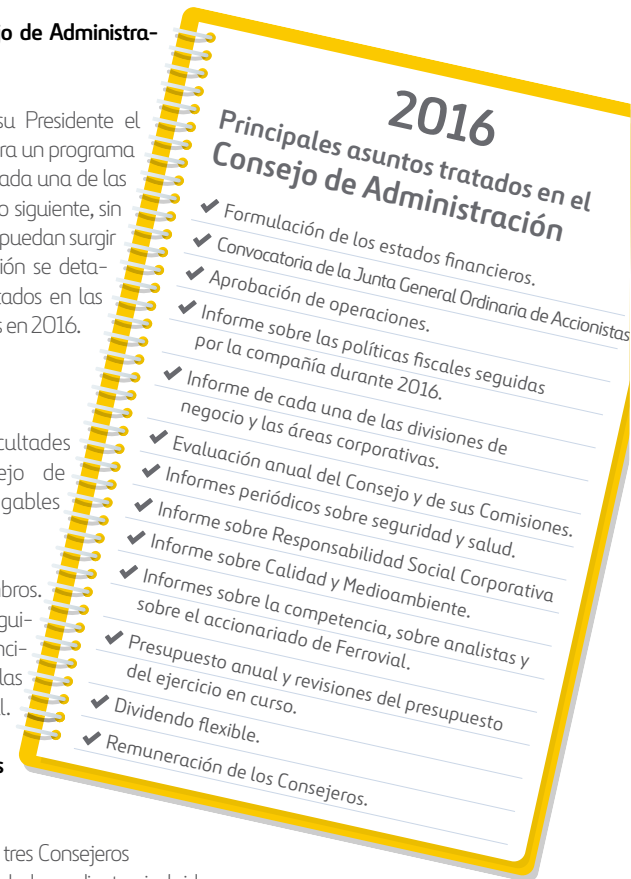 jo de Administra-
su Presidente el
ra un programa
ada una de las
o siguiente, sin
puedan surgir
ión se deta-
tados en las
s en 2016.
cultades
ejo de
gables
bros.
gui-
nci-
las
l.
s
tres Consejeros
2016
Principales asuntos tratados en el
Consejo de Administración
✔ Formulación de los estados financieros.
✔ Convocatoria de la Junta General Ordinaria de Accionistas
✔ Aprobación de operaciones.
✔ Informe sobre las políticas fiscales seguidas
por la compañía durante 2016.
✔ Informe de cada una de las divisiones de
negocio y las áreas corporativas.
✔ Evaluación anual del Consejo y de sus Comisiones.
✔ Informes periódicos sobre seguridad y salud.
✔ Informe sobre Responsabilidad Social Corporativa
✔ Informe sobre Calidad y Medioambiente.
✔ Informes sobre la competencia, sobre analistas y
sobre el accionariado de Ferrovial.
✔ Presupuesto anual y revisiones del presupuesto
del ejercicio en curso.
✔ Dividendo flexible.
✔ Remuneración de los Consejeros.